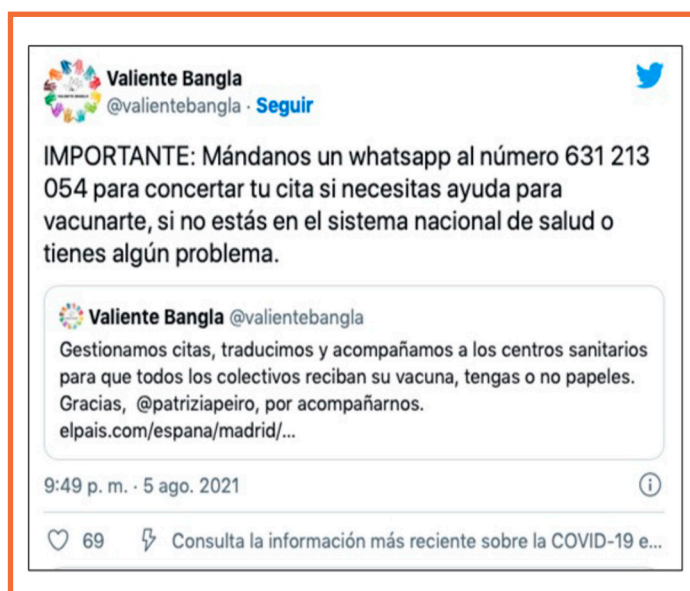 Valiente Bangla
@valientebangla · Seguir
IMPORTANTE: Mándanos un whatsapp al número 631 213
054 para concertar tu cita si necesitas ayuda para
vacunarte, si no estás en el sistema nacional de salud o
tienes algún problema.
Valiente Bangla @valientebangla
Gestionamos citas, traducimos y acompañamos a los centros sanitarios
para que todos los colectivos reciban su vacuna, tengas o no papeles.
Gracias, @patriziapeiro, por acompañarnos.
elpais.com/espana/madrid/...
9:49 p. m. · 5 ago. 2021
69 Consulta la información más reciente sobre la COVID-19 e...